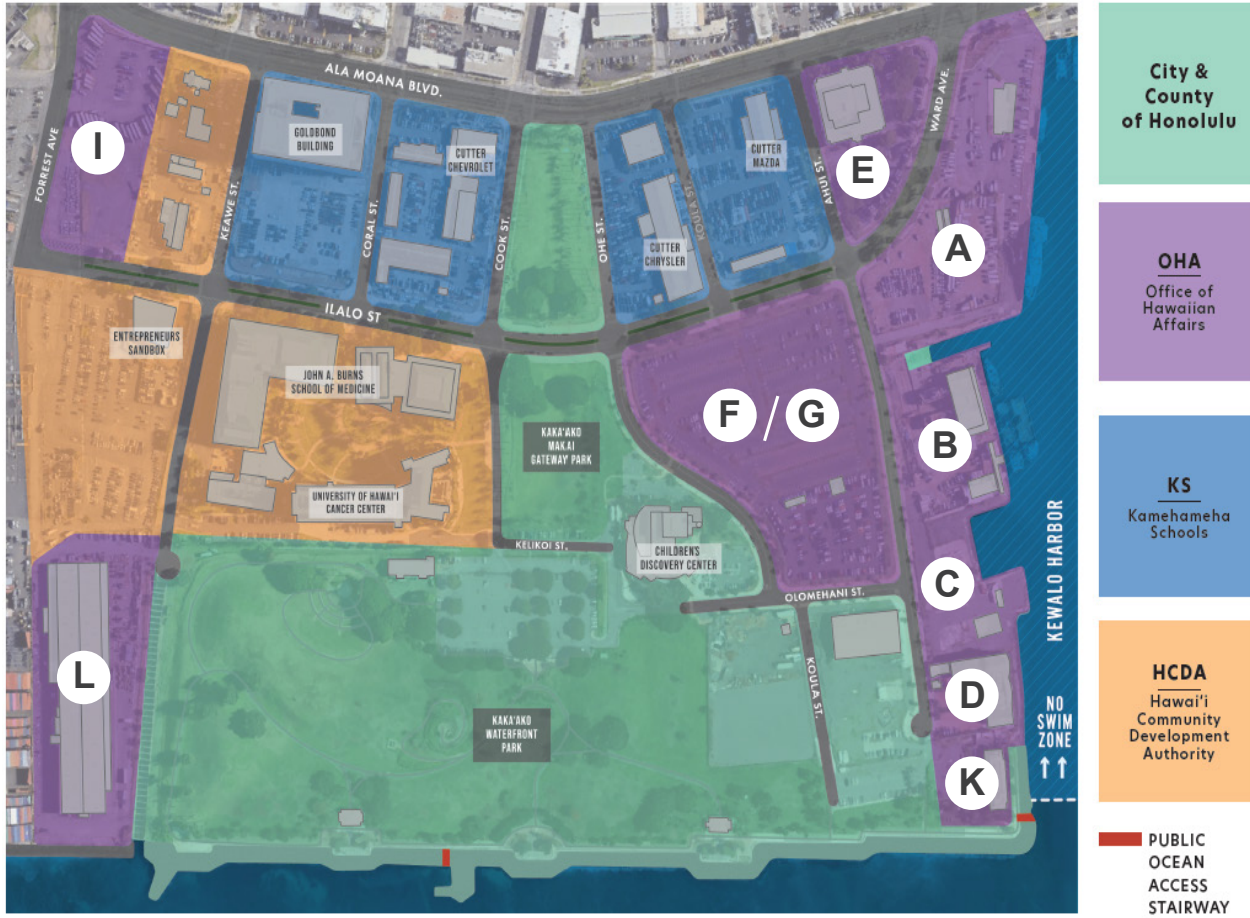 ALA MOANA BLVD.
FORREST AVE
I
KEAWE ST.
GOLDBOND
BUILDING
CORAL ST.
CUTTER
CHEVROLET
COOK ST.
OHE ST.
CUTTER
CHRYSLER
KOULA ST.
CUTTER
MAZDA
AHUI ST.
E
WARD AVE.
A
ILALO ST
ENTREPRENEURS
SANDBOX
JOHN A. BURNS
SCHOOL OF MEDICINE
UNIVERSITY OF HAWAI'I
CANCER CENTER
KAKA'AKO
MAKAI
GATEWAY PARK
F / G
B
KELIKOI ST.
CHILDRENS
DISCOVERY CENTER
OLOMEHANI ST.
C
KEWALO HARBOR
L
KAKA'AKO
WATERFRONT
PARK
KOULA ST.
D
K
NO
SWIM
ZONE
City &
County
of Honolulu
OHA
Office of
Hawaiian
Affairs
KS
Kamehameha
Schools
HCDA
Hawai'i
Community
Development
Authority
PUBLIC
OCEAN
ACCESS
STAIRWAY